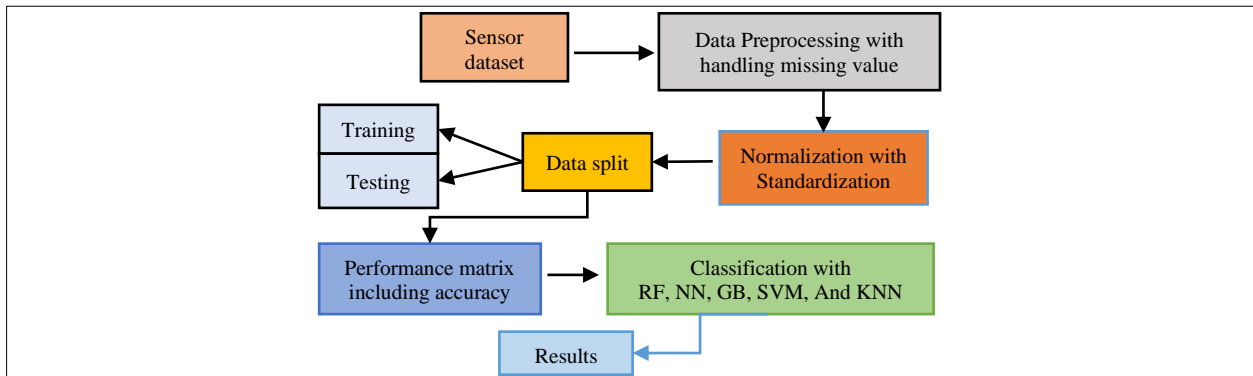 Sensor
dataset
Data Preprocessing with
handling missing value
Normalization with
Standardization
Data split
Training
Testing
Performance matrix
including accuracy
Classification with
RF, NN, GB, SVM, And KNN
Results